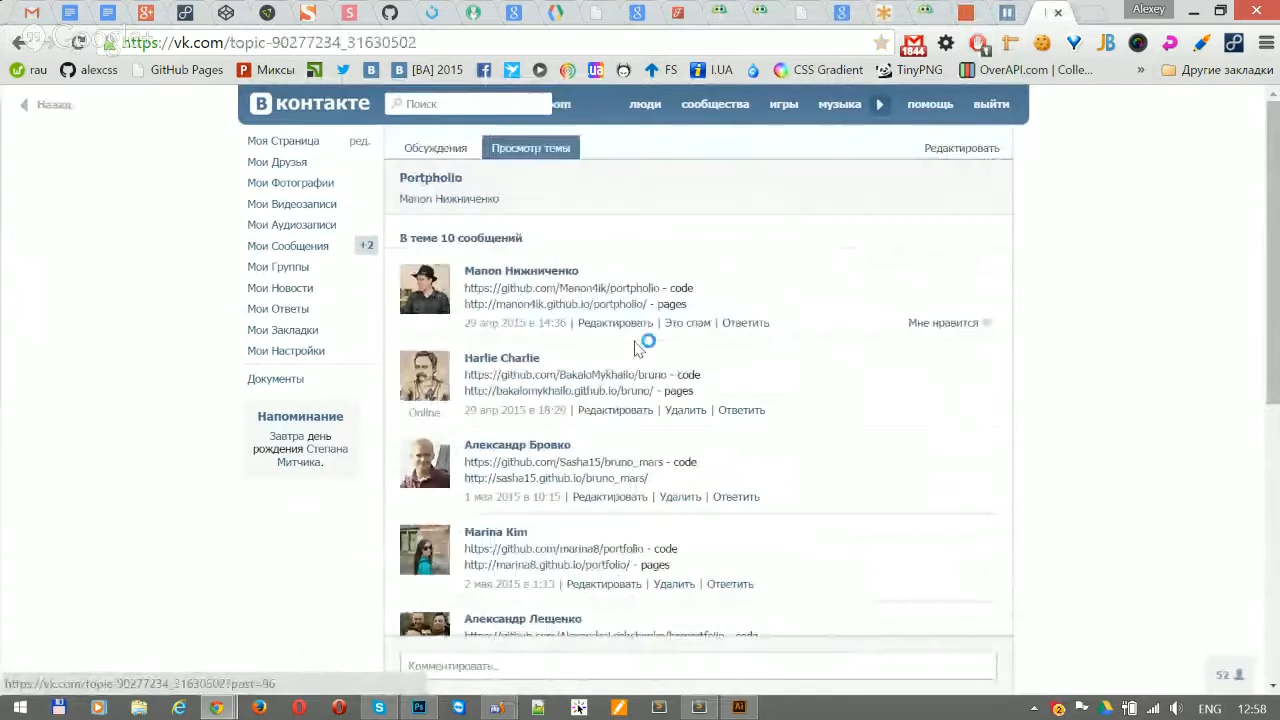 Alexey
https://vk.com/topic-90277234_31630502
1844
1
rau
alexcss
GitHub Pages
Миксы
[BA] 2015
FS
LUA
CSS Gradient
TinyPNG
OverAPI.com | Colle...
»
Другие закладки
Назад
В контакте
Поиск
люди
сообщества
игры
музыка
помощь
выйти
Моя Страница
ред.
Мои Друзья
Мои Фотографии
Мои Видеозаписи
Мои Аудиозаписи
Мои Сообщения
+2
Мои Группы
Мои Новости
Мои Ответы
Мои Закладки
Мои Настройки
Документы
Напоминание
Завтра день
рождения Степана
Митчика.
Обсуждения
Просмотр темы
Редактировать
Portpholio
Manon Нижниченко
В теме 10 сообщений
Manon Нижниченко
https://github.com/Manon4ik/portpholio - code
http://manon4ik.github.io/portpholio/ - pages
29 апр 2015 в 14:36 | Редактировать | Это спам | Ответить
Мне нравится
Harlie Charlie
https://github.com/BakaloMykhailo/bruno - code
http://bakalomykhailo.github.io/bruno/ - pages
Online
29 апр 2015 в 18:29 | Редактировать | Удалить | Ответить
Александр Бровко
https://github.com/Sasha15/bruno_mars - code
http://sasha15.github.io/bruno_mars/
1 мая 2015 в 10:15 | Редактировать | Удалить | Ответить
Marina Kim
https://github.com/marina8/portfolio - code
http://marina8.github.io/portfolio/ - pages
2 мая 2015 в 1:13 | Редактировать | Удалить | Ответить
Александр Лещенко
Комментировать...
52
https://vk.com/topic-90277234_31630502?post=96
ENG
12:58